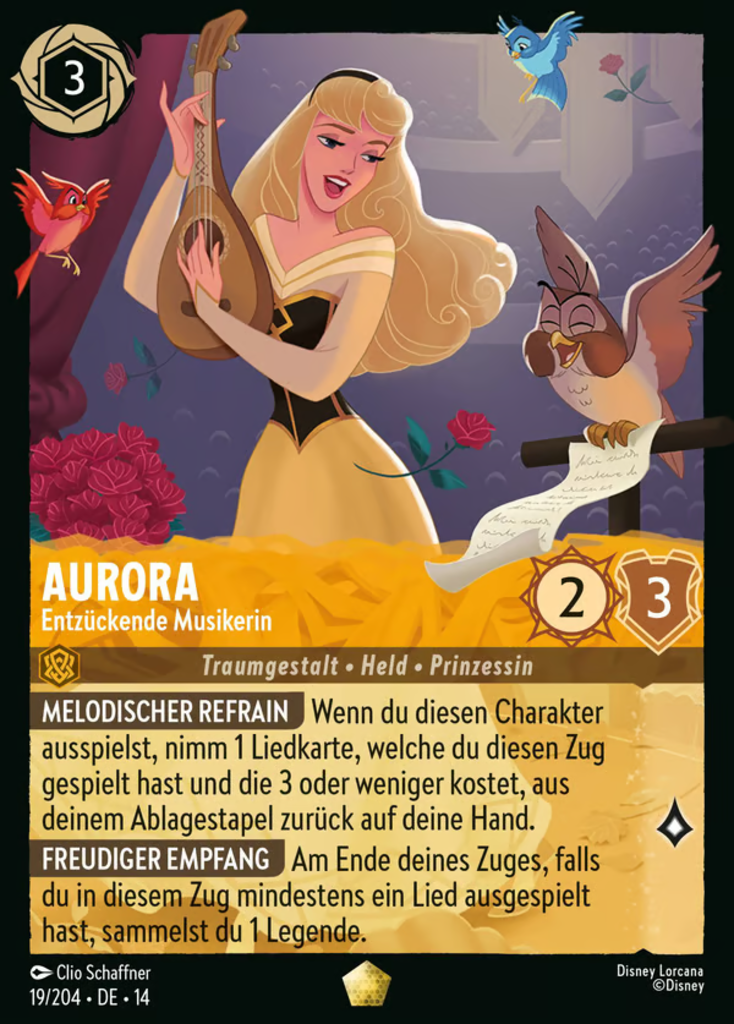 3
AURORA
Entzückende Musikerin
2
3
Traumgestalt • Held • Prinzessin
MELODISCHER REFRAIN Wenn du diesen Charakter
ausspielst, nimm 1 Liedkarte, welche du diesen Zug
gespielt hast und die 3 oder weniger kostet, aus
deinem Ablagestapel zurück auf deine Hand.
FREUDIGER EMPFANG Am Ende deines Zuges, falls
du in diesem Zug mindestens ein Lied ausgespielt
hast, sammelst du 1 Legende.
Clio Schaffner
19/204 • DE • 14
Disney Lorcana
©Disney